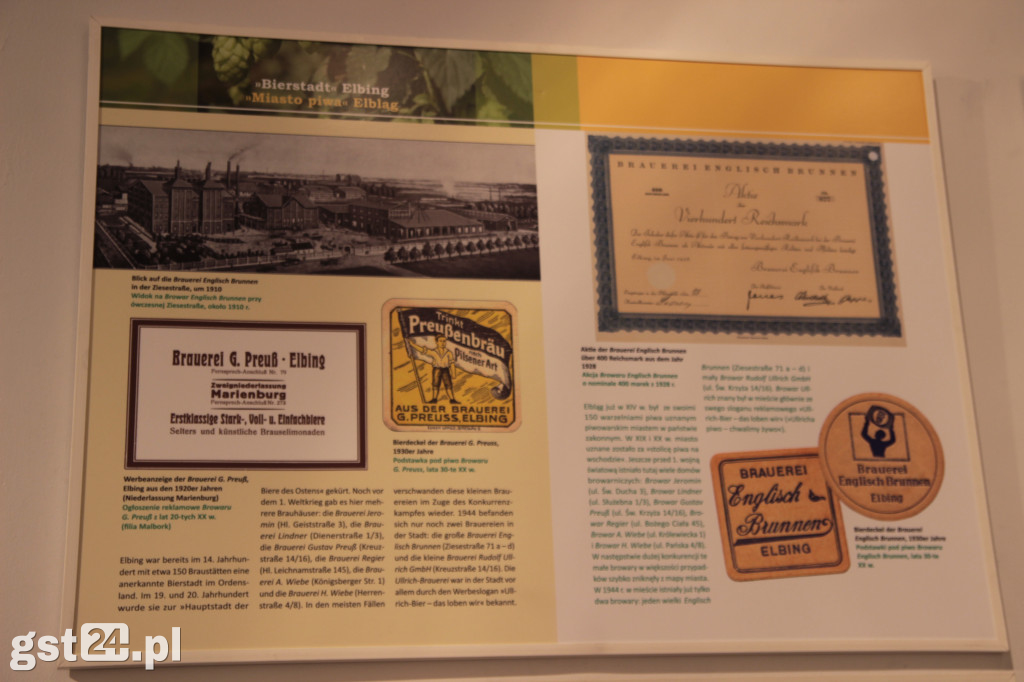 »Bierstadt« Elbing
»Miasto piwa« Elbląg
Blick auf die Brauerei Englisch Brunnen
in der Ziesestraße, um 1910
Widok na Browar Englisch Brunnen przy
ówczesnej Ziesestraße, około 1910 r.
Brauerei G. Preuß · Elbing
Fernsprech-Anschluß Nr.
Zweigniederlassung
Marienburg
Fernsprech-Anschluß Nr.
Erstklassige Stark-, Voll- u. Einfachbiere
Selters und künstliche Brauselimonaden
Trinkt
Preußenbräu
nach
Pilsener Art
AUS DER BRAUEREI
G. PREUSS, ELBING
Werbeanzeige der Brauerei G. Preuß,
Elbing aus den 1920er Jahren
(Niederlassung Marienburg)
Ogłoszenie reklamowe Browaru
G. Preuß z lat 20-tych XX w.
(filia Malbork)
Bierdeckel der Brauerei G. Preuss,
1930er Jahre
Podstawka pod piwo Browaru
G. Preuss, lata 30-te XX w.
Elbing war bereits im 14. Jahrhun-
dert mit etwa 150 Braustätten eine
anerkannte Bierstadt im Ordens-
land. Im 19. und 20. Jahrhundert
wurde sie zur »Hauptstadt der
Biere des Ostens« gekürt. Noch vor
dem 1. Weltkrieg gab es hier meh-
rere Brauhäuser: die Brauerei Jero-
min (Hl. Geiststraße 3), die Brau-
erei Lindner (Dienerstraße 1/3),
die Brauerei Gustav Preuß (Kreuz-
straße 14/16), die Brauerei Regier
(Hl. Leichnamstraße 145), die Brau-
erei A. Wiebe (Königsberger Str. 1)
und die Brauerei H. Wiebe (Herren-
straße 4/8). In den meisten Fällen
verschwanden diese kleinen Brau-
ereien im Zuge des Konkurrenz-
kampfes wieder. 1944 befanden
sich nur noch zwei Brauereien in
der Stadt: die große Brauerei Eng-
lisch Brunnen (Ziesestraße 71 a – d)
und die kleine Brauerei Rudolf Ull-
rich GmbH (Kreuzstraße 14/16). Die
Ullrich-Brauerei war in der Stadt vor
allem durch den Werbeslogan »Ull-
rich-Bier – das loben wir« bekannt.
BRAUEREI ENGLISCH BRUNNEN
Aktie
über
Vierhundert Reichsmark
Brauerei Englisch Brunnen
Aktie der Brauerei Englisch Brunnen
über 400 Reichsmark aus dem Jahr
1928
Akcja Browaru Englisch Brunnen
o nominale 400 marek z 1928 r.
Elbląg już w XIV w. był ze swoimi
150 warzelniami piwa uznanym
piwowarskim miastem w państwie
zakonnym. W XIX i XX w. miasto
uznane zostało za »stolicę piwa na
wschodzie«. Jeszcze przed 1. wojną
światową istniało tutaj wiele domów
browarniczych: Browar Jeromin
(ul. Św. Ducha 3), Browar Lindner
(ul. Służebna 1/3), Browar Gustav
Preuß (ul. Św. Krzyża 14/16), Bro-
war Regier (ul. Bożego Ciała 45),
Browar A. Wiebe (ul. Królewiecka 1)
i Browar H. Wiebe (ul. Pańska 4/8).
W następstwie dużej konkurencji te
małe browary w większości przypad-
ków szybko zniknęły z mapy miasta.
W 1944 r. w mieście istniały już tylko
dwa browary: jeden wielki Englisch
Brunnen (Ziesestraße 71 a – d) i
mały Browar Rudolf Ullrich GmbH
(ul. Św. Krzyża 14/16). Browar Ull-
rich znany był w mieście głównie ze
swego sloganu reklamowego »Ull-
rich-Bier – das loben wir« (»Ullricha
piwo – chwalimy żywo«).
BRAUEREI
Englisch
Brunnen
ELBING
Brauerei
Englisch Brunnen
Elbing
Bierdeckel der Brauerei
Englisch Brunnen, 1930er Jahre
Podstawki pod piwo Browaru
Englisch Brunnen, lata 30-te
XX w.
gst24.pl